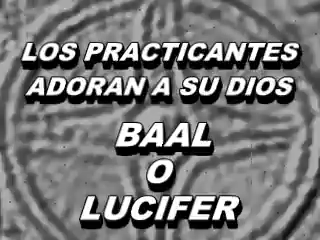 LOS PRACTICANTES
ADORAN A SU DIOS
BAAL
O
LUCIFER